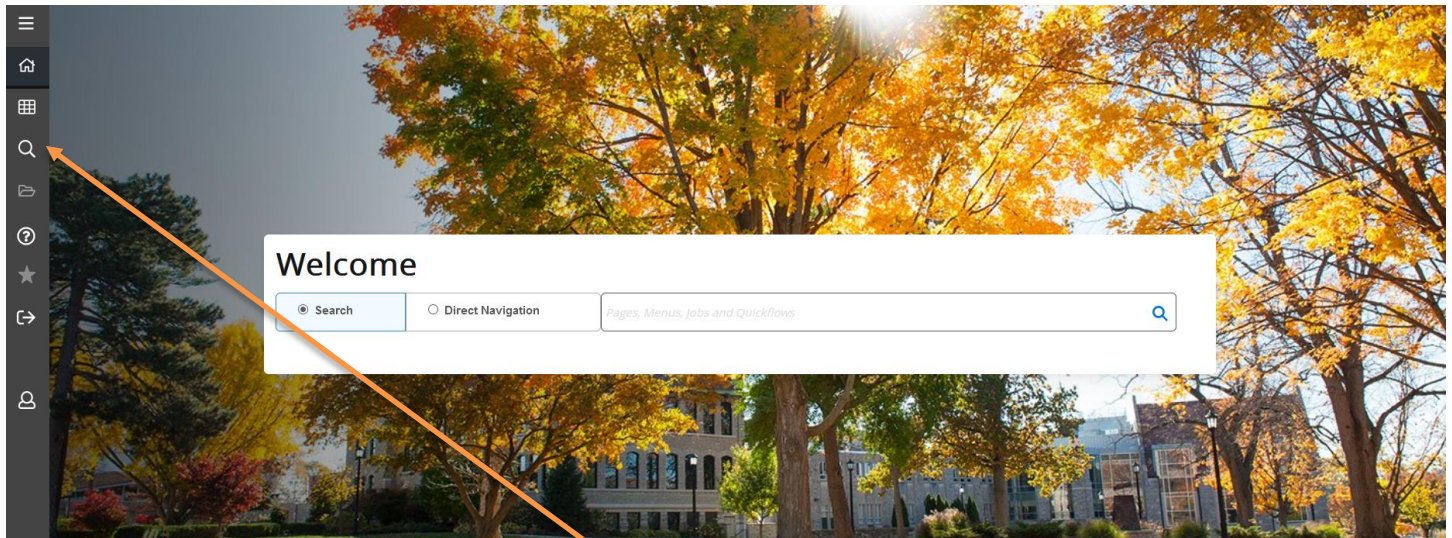 Welcome
Search
Direct Navigation
Pages, Menus, Jobs and Quickflows